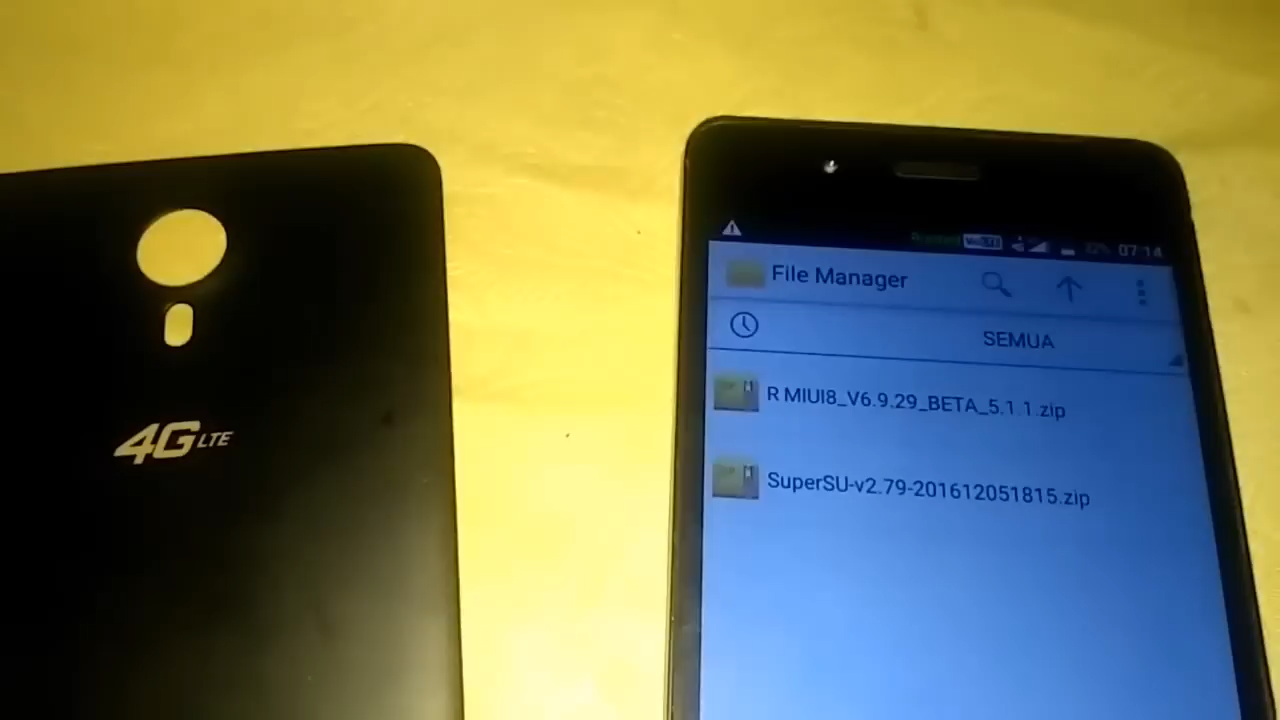 4G LTE
07:14
File Manager
SEMUA
R MIUI8_V6.9.29_BETA_5.1.1.zip
SuperSU-v2.79-201612051815.zip